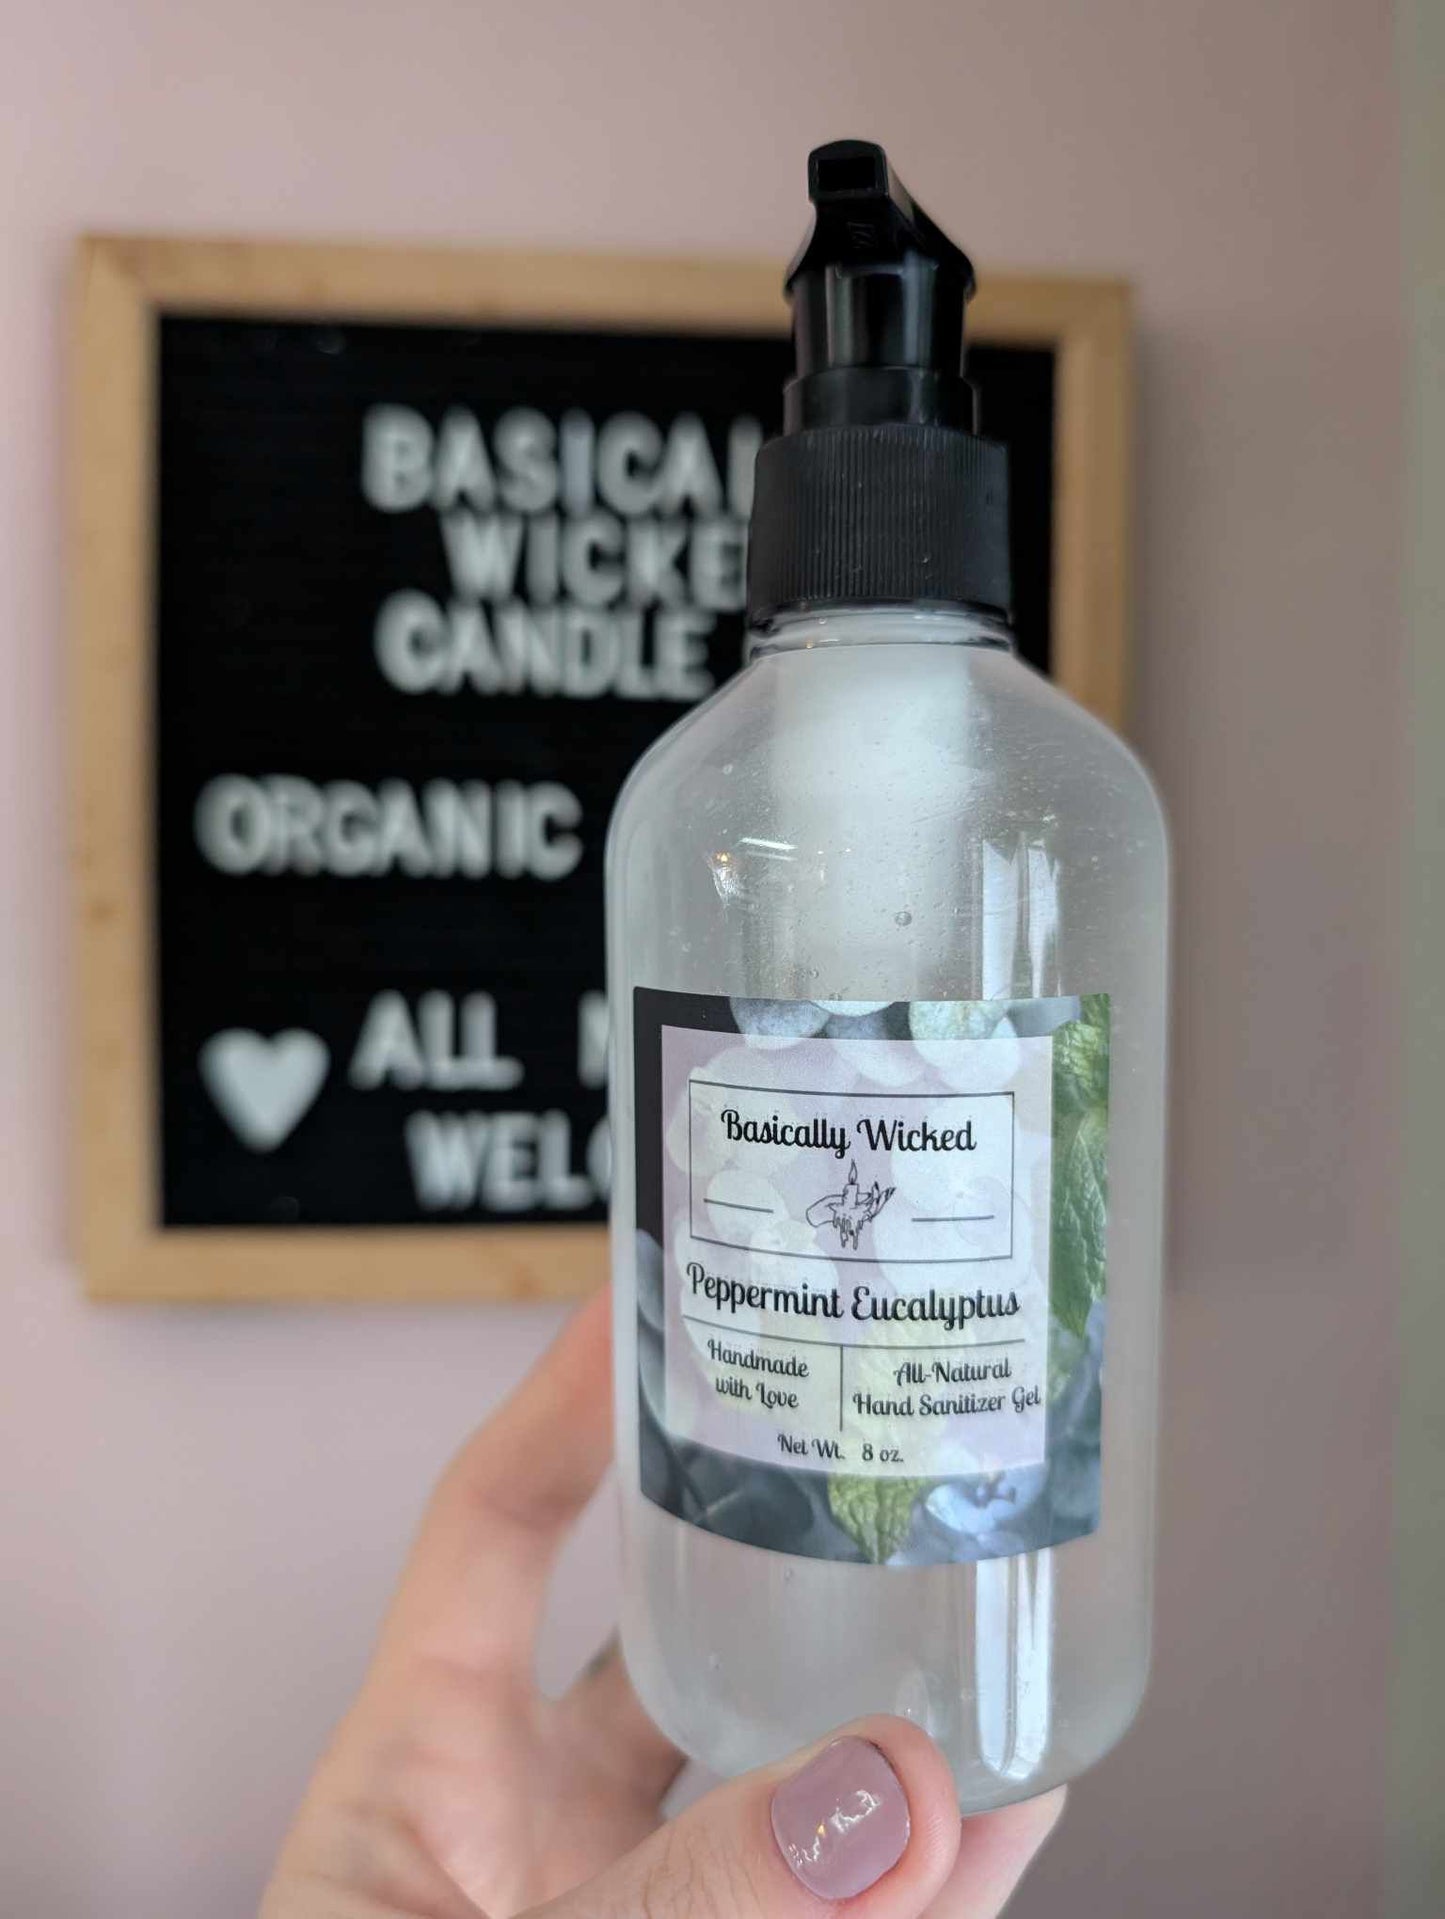 BASICAL
WICKE
CANDLE
ORGANIC
ALL
WEL
Basically Wicked
Peppermint Eucalyptus
Handmade
with Love
All-Natural
Hand Sanitizer Gel
Net Wt. 8 oz.